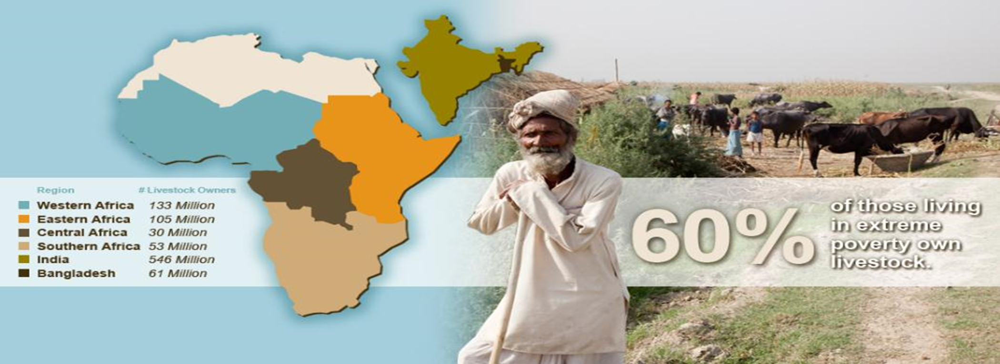 Region # Livestock Owners
Western Africa 133 Million
Eastern Africa 105 Million
Central Africa 30 Million
Southern Africa 53 Million
India 546 Million
Bangladesh 61 Million
60%
of those living
in extreme
poverty own
livestock.